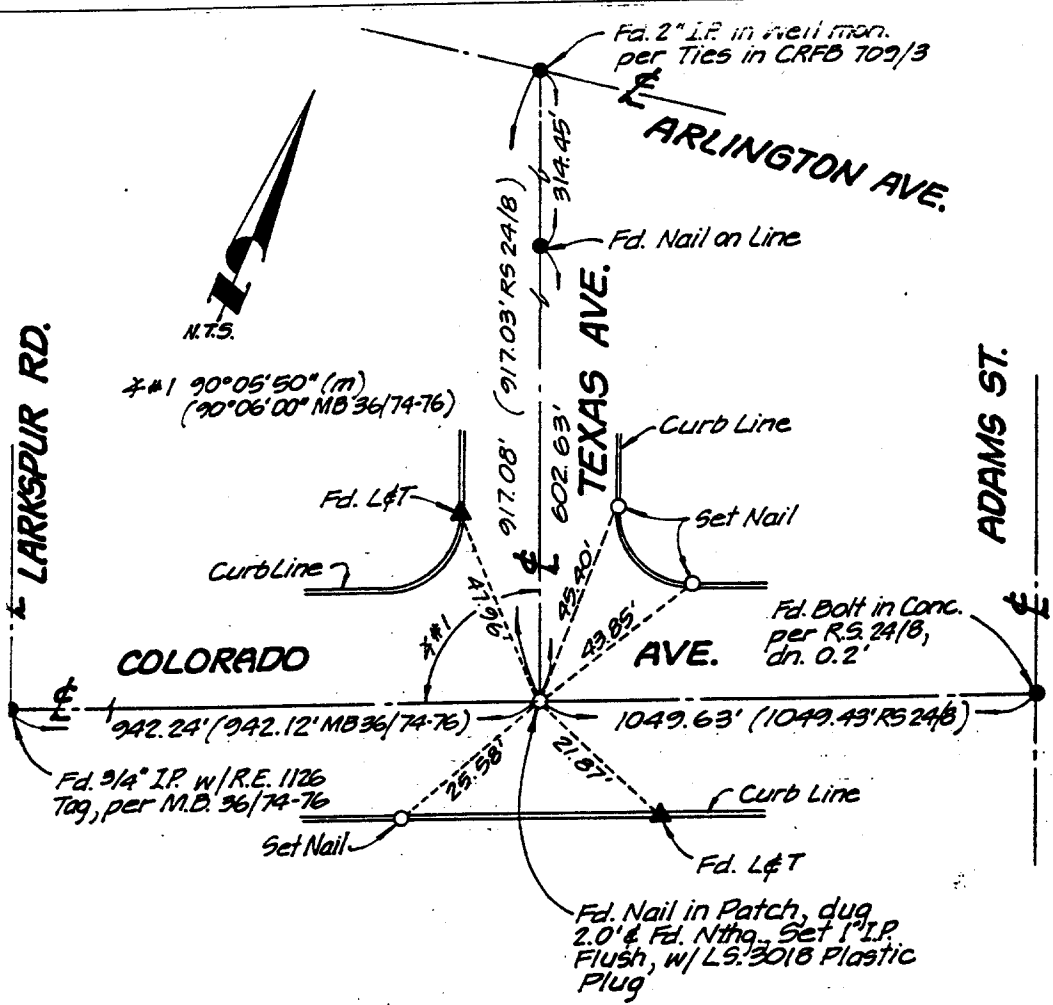 Fd. 2" I.P. in well mon.
per Ties in CRFB 709/3
℄
ARLINGTON AVE.
314.45'
Fd. Nail on Line
917.08' (917.03' RS 24/8)
602.63'
TEXAS AVE.
℄
N.T.S.
∡#1 90°05'50" (m)
(90°06'00" MB 36/74-76)
LARKSPUR RD.
℄
ADAMS ST.
℄
Curb Line
Fd. L&T
Set Nail
Curb Line
47.96'
45.40'
43.85'
∡#1
Fd. Bolt in Conc.
per R.S. 24/8,
dn. 0.2'
COLORADO AVE.
℄
942.24' (942.12' MB 36/74-76)
1049.63' (1049.43' RS 24/8)
Fd. 3/4" I.P. w/R.E. 1126
Tag, per M.B. 36/74-76
25.58'
21.87'
Curb Line
Set Nail
Fd. L&T
Fd. Nail in Patch, dug
2.0' & Fd. Nthg. Set 1" I.P.
Flush, w/ L.S. 3018 Plastic
Plug